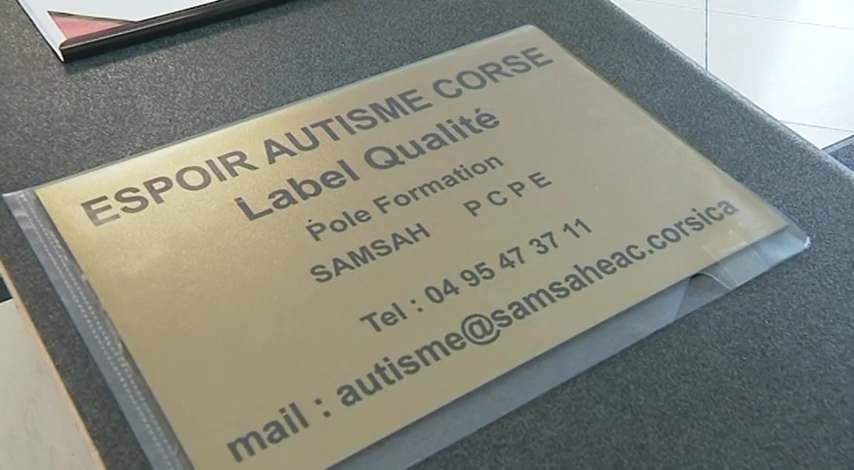 ESPOIR AUTISME CORSE
Label Qualité
Pole Formation
SAMSAH PCPE
Tel : 04 95 47 37 11
mail : autisme@samsaheac.corsica